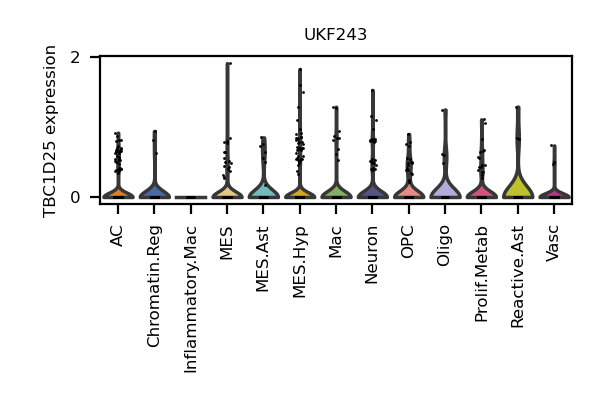 UKF243
TBC1D25 expression
2
0
AC
Chromatin.Reg
Inflammatory.Mac
MES
MES.Ast
MES.Hyp
Mac
Neuron
OPC
Oligo
Prolif.Metab
Reactive.Ast
Vasc